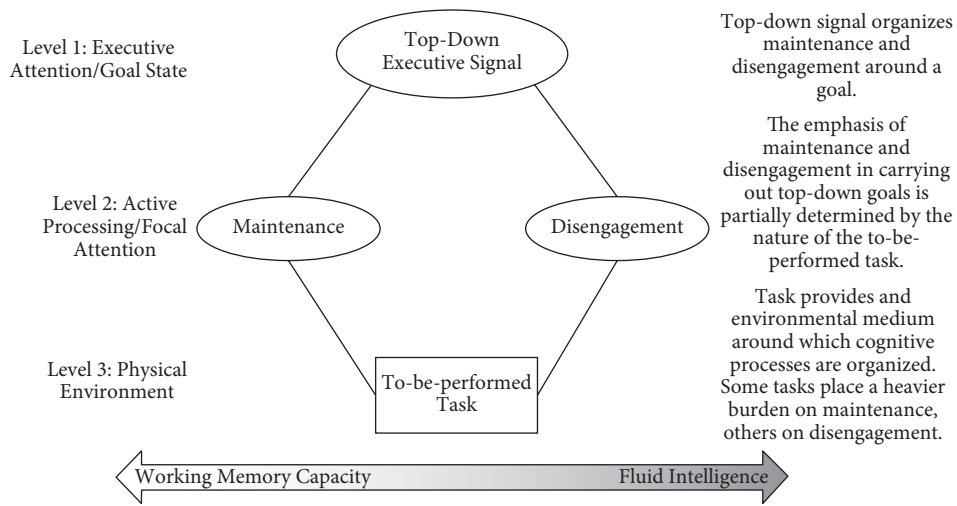 Level 1: Executive
Attention/Goal State
Top-Down
Executive Signal
Top-down signal organizes
maintenance and
disengagement around a
goal.
Level 2: Active
Processing/Focal
Attention
Maintenance
Disengagement
The emphasis of
maintenance and
disengagement in carrying
out top-down goals is
partially determined by the
nature of the to-be-
performed task.
Level 3: Physical
Environment
To-be-performed
Task
Task provides and
environmental medium
around which cognitive
processes are organized.
Some tasks place a heavier
burden on maintenance,
others on disengagement.
Working Memory Capacity
Fluid Intelligence